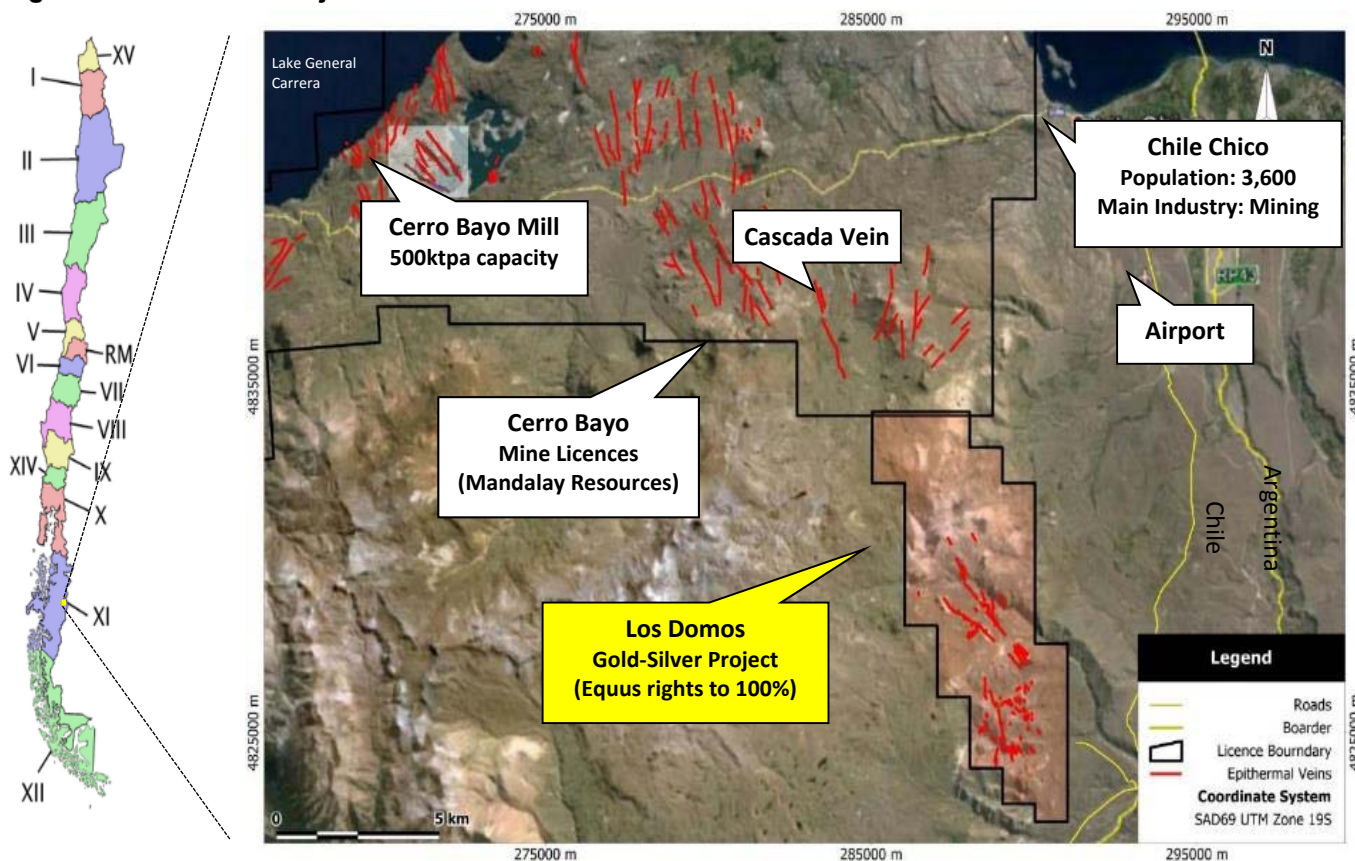 275000 m
285000 m
295000 m
XV
I
II
III
IV
V
RM
VI
VII
VIII
IX
XIV
X
XI
XII
Lake General
Carrera
N
Chile Chico
Population: 3,600
Main Industry: Mining
Cerro Bayo Mill
500ktpa capacity
Cascada Vein
RP43
Airport
4835000 m
4835000 m
Cerro Bayo
Mine Licences
(Mandalay Resources)
Chile
Argentina
Los Domos
Gold-Silver Project
(Equus rights to 100%)
4825000 m
4825000 m
Legend
Roads
Boarder
Licence Bourndary
Epithermal Veins
Coordinate System
SAD69 UTM Zone 19S
0
5 km
275000 m
285000 m
295000 m